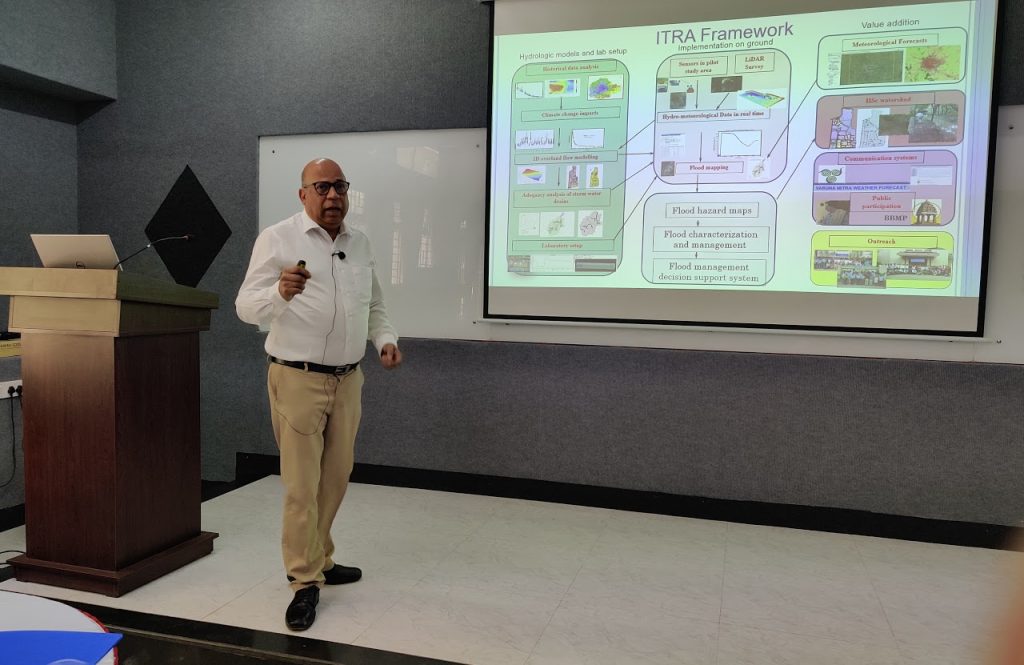 ITRA Framework
Hydrologic models and lab setup
Historical data analysis
Climate change imparts
2D overland flow modelling
Adequacy analysis of storm water
drains
Laboratory setup
Implementation on ground
Sensors in pilot
study area
LiDAR
Survey
Hydro-meteorological Data in real time
Flood mapping
Flood hazard maps
Flood characterization
and management
Flood management
decision support system
Value addition
Meteorological Forecasts
IISc watershed
Communication systems
VARUNA MITRA WEATHER FORECAST
Public
participation
BBMP
Outreach